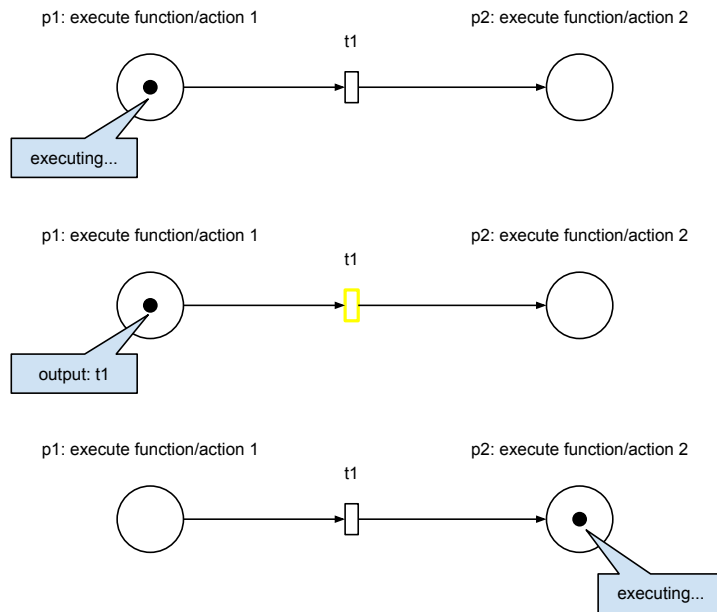 p1: execute function/action 1
p2: execute function/action 2
t1
executing...
p1: execute function/action 1
p2: execute function/action 2
t1
output: t1
p1: execute function/action 1
p2: execute function/action 2
t1
executing...